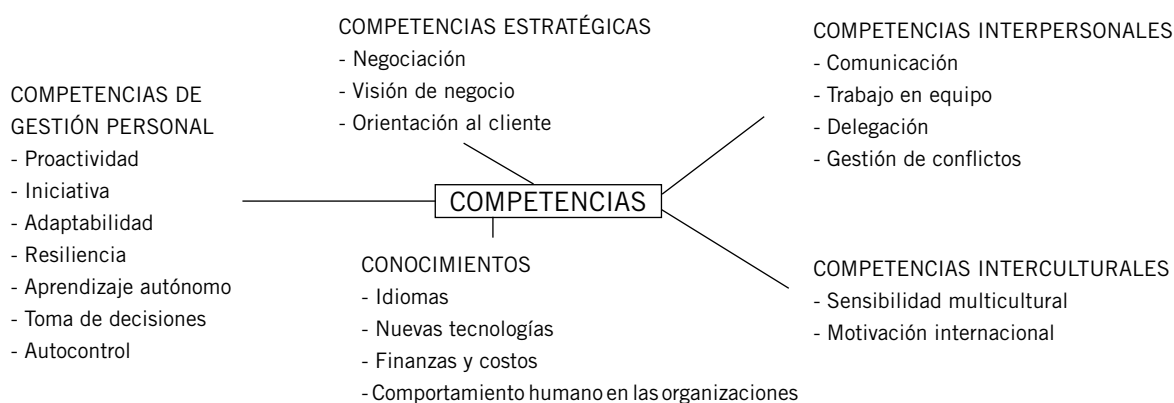 COMPETENCIAS DE
GESTIÓN PERSONAL
- Proactividad
- Iniciativa
- Adaptabilidad
- Resiliencia
- Aprendizaje autónomo
- Toma de decisiones
- Autocontrol
COMPETENCIAS ESTRATÉGICAS
- Negociación
- Visión de negocio
- Orientación al cliente
COMPETENCIAS
CONOCIMIENTOS
- Idiomas
- Nuevas tecnologías
- Finanzas y costos
- Comportamiento humano en las organizaciones
COMPETENCIAS INTERPERSONALES
- Comunicación
- Trabajo en equipo
- Delegación
- Gestión de conflictos
COMPETENCIAS INTERCULTURALES
- Sensibilidad multicultural
- Motivación internacional